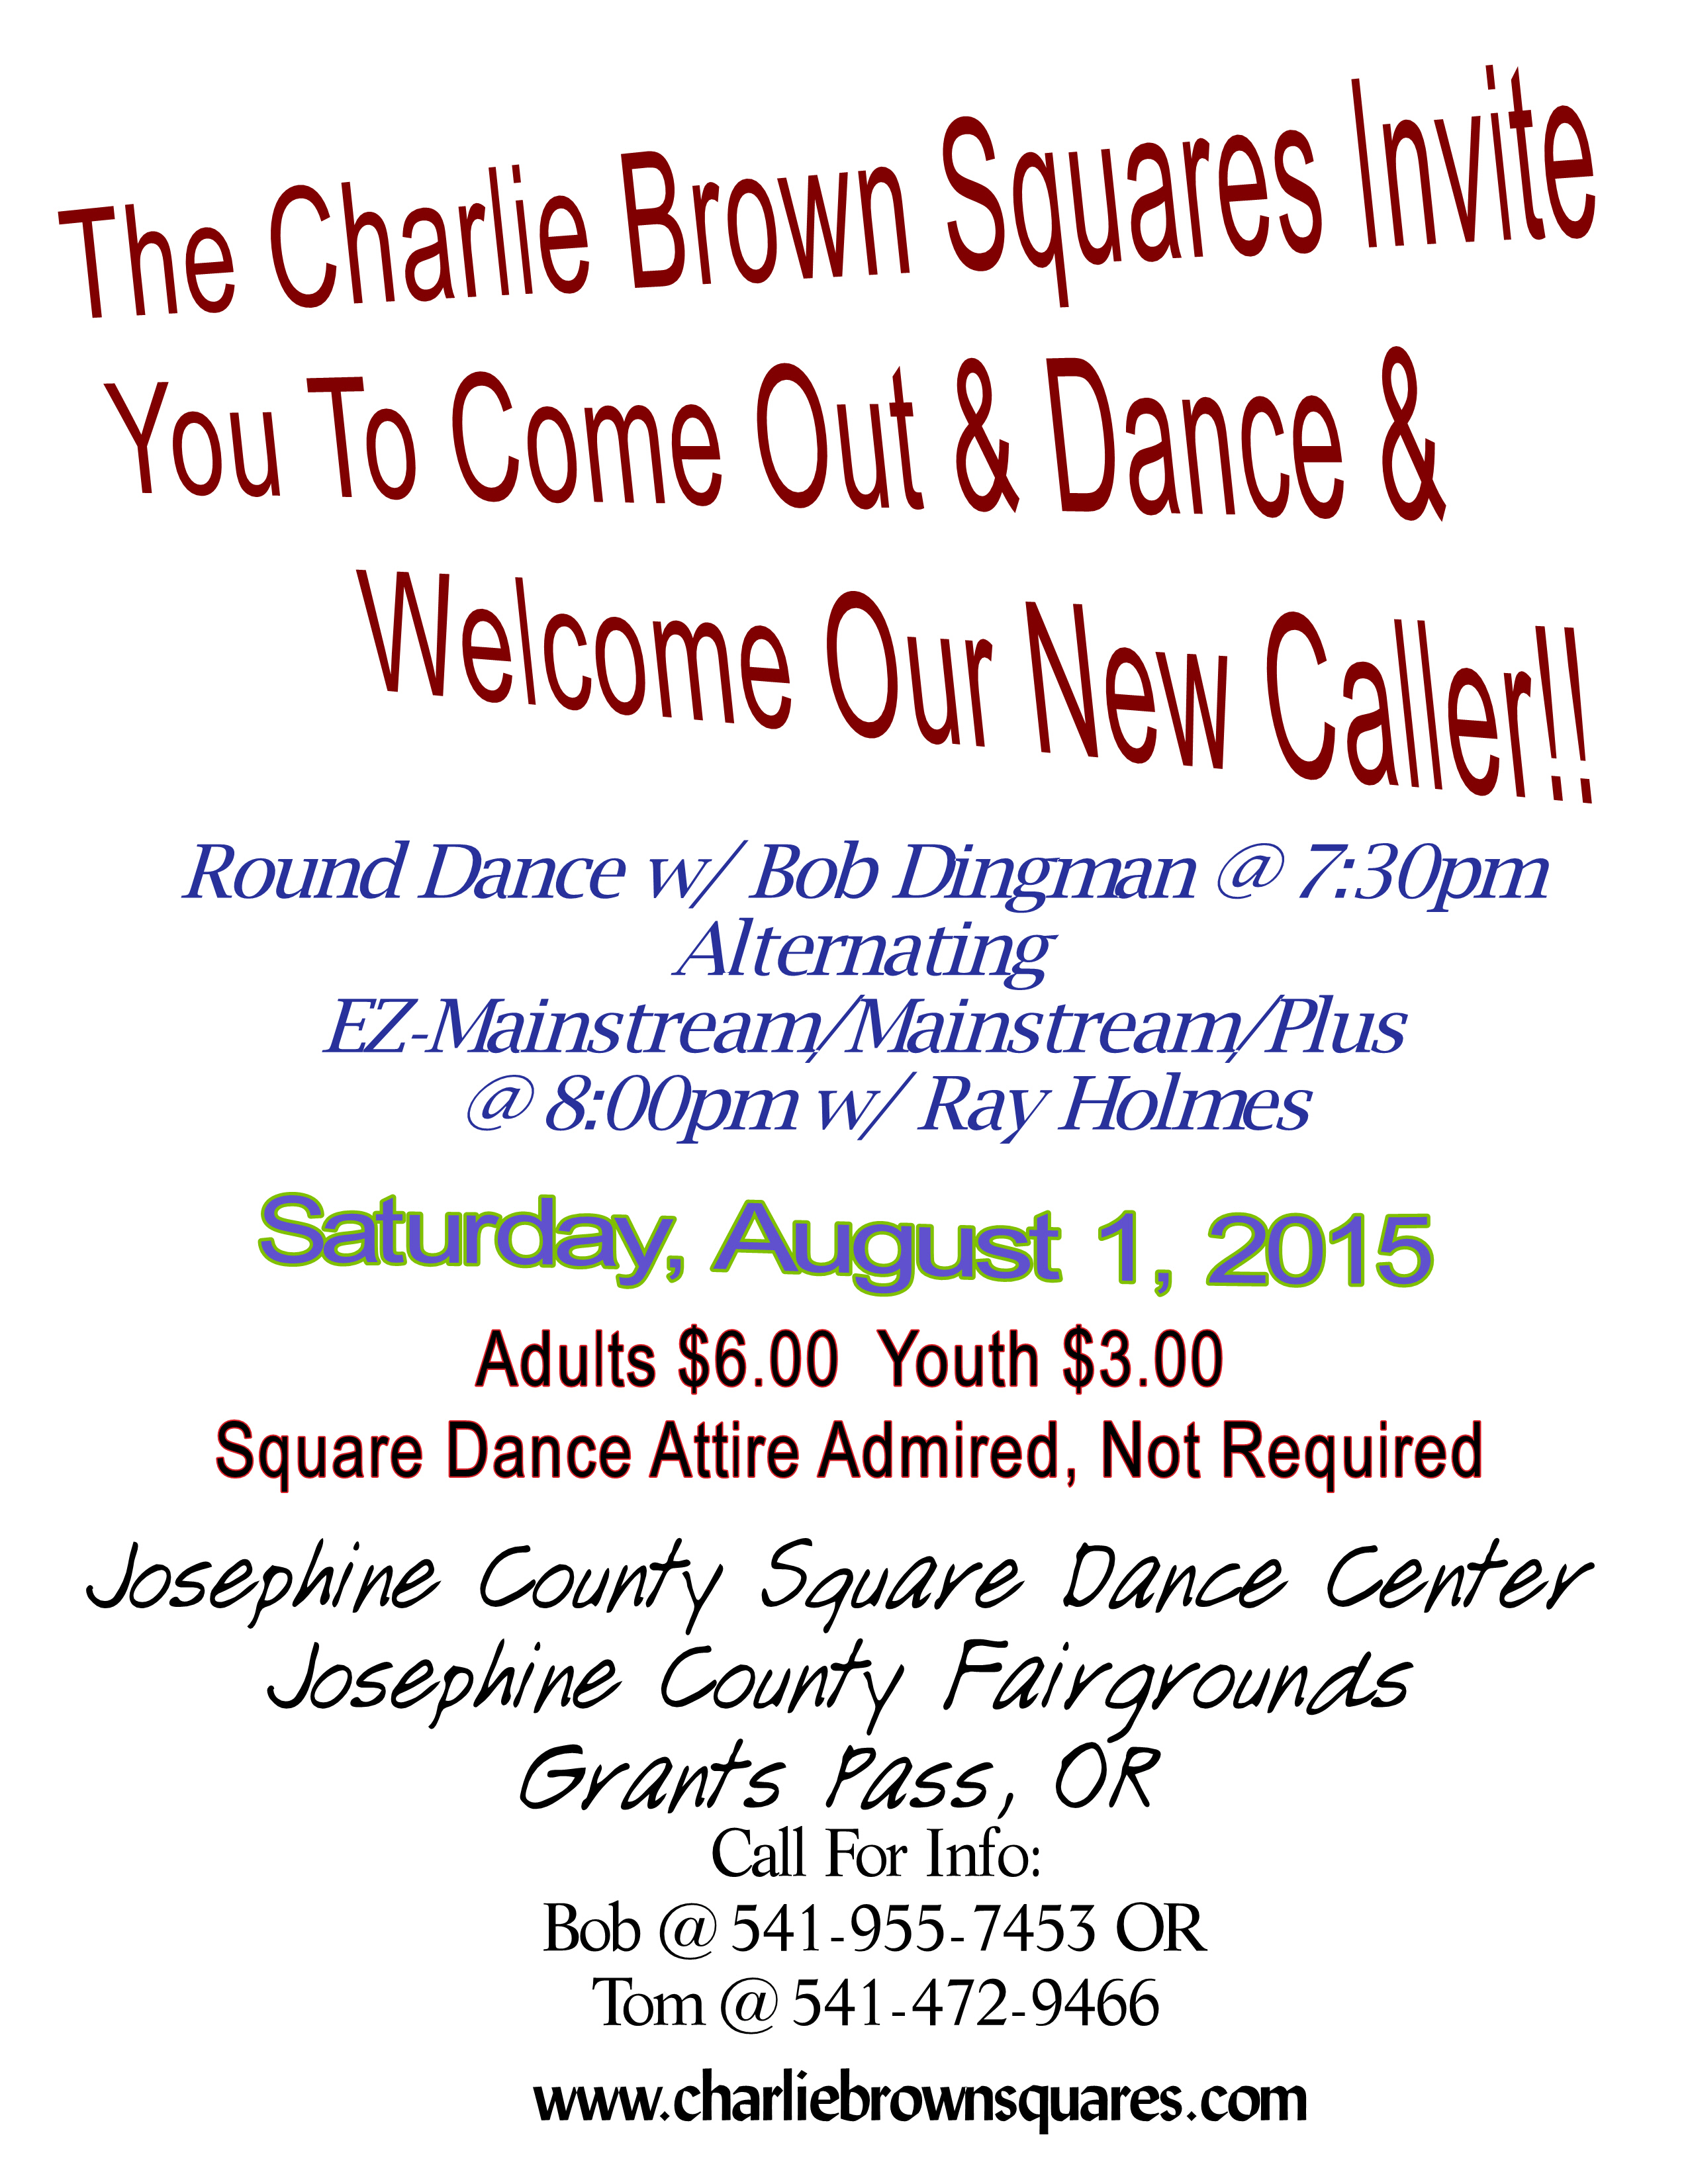 The Charlie Brown Squares Invite
You To Come Out & Dance &
Welcome Our New Caller!!
Round Dance w/ Bob Dingman @ 7:30pm
Alternating
EZ-Mainstream/Mainstream/Plus
@ 8:00pm w/ Ray Holmes
Saturday, August 1, 2015
Adults $6.00 Youth $3.00
Square Dance Attire Admired, Not Required
Josephine County Square Dance Center
Josephine County Fairgrounds
Grants Pass, OR
Call For Info:
Bob @ 541-955-7453 OR
Tom @ 541-472-9466
www.charliebrownsquares.com